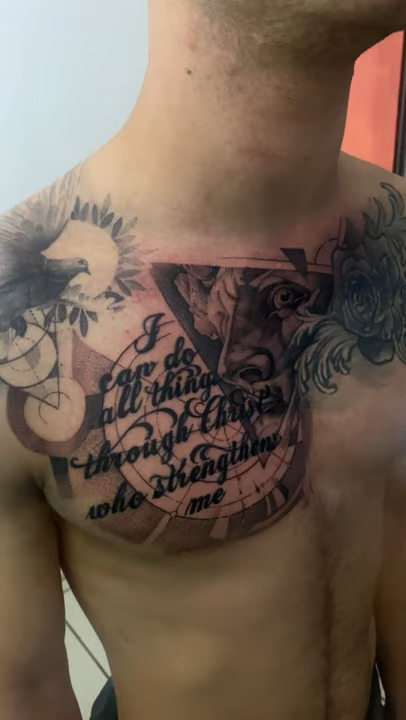 I
can do
all things
through Christ
who strengthens
me